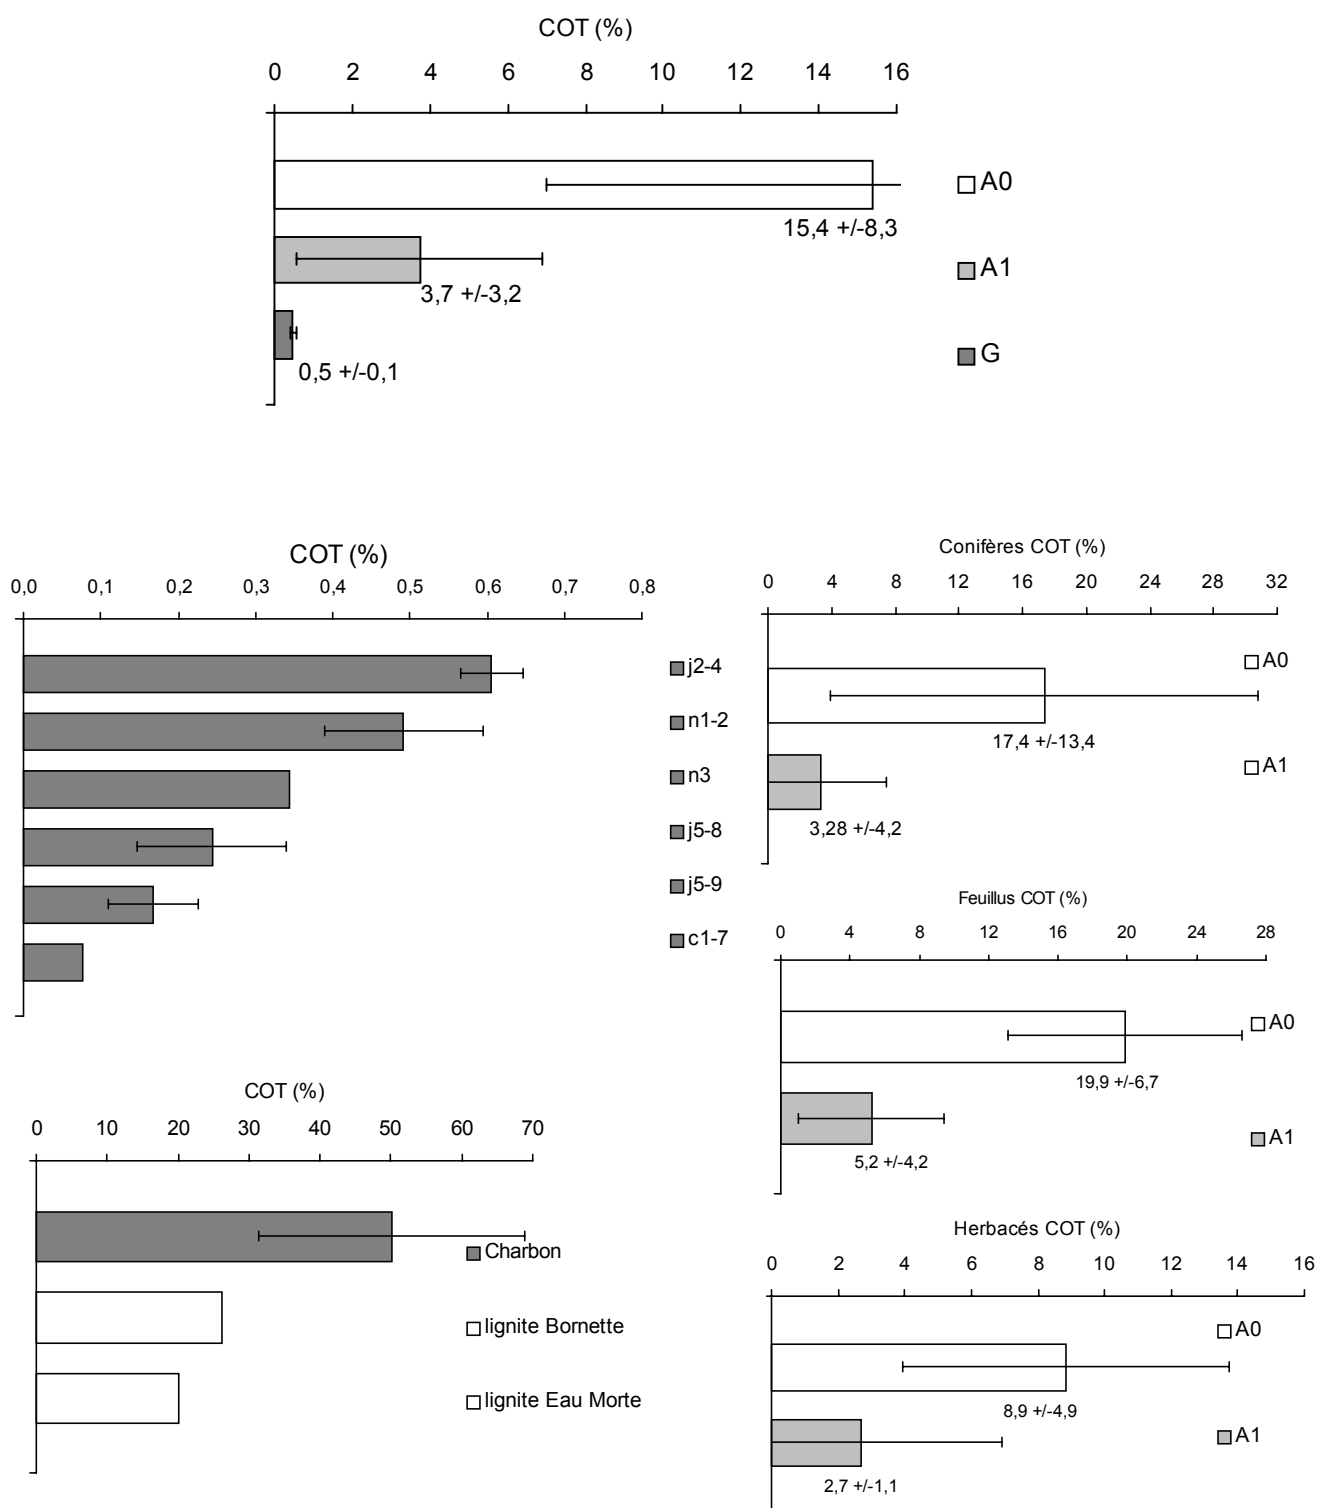 COT (%)
0 2 4 6 8 10 12 14 16
A0
15,4 +/-8,3
A1
3,7 +/-3,2
G
0,5 +/-0,1
COT (%)
0,0 0,1 0,2 0,3 0,4 0,5 0,6 0,7 0,8
j2-4
n1-2
n3
j5-8
j5-9
c1-7
COT (%)
0 10 20 30 40 50 60 70
Charbon
lignite Bornette
lignite Eau Morte
Conifères COT (%)
0 4 8 12 16 20 24 28 32
A0
17,4 +/-13,4
A1
3,28 +/-4,2
Feuillus COT (%)
0 4 8 12 16 20 24 28
A0
19,9 +/-6,7
A1
5,2 +/-4,2
Herbacés COT (%)
0 2 4 6 8 10 12 14 16
A0
8,9 +/-4,9
A1
2,7 +/-1,1